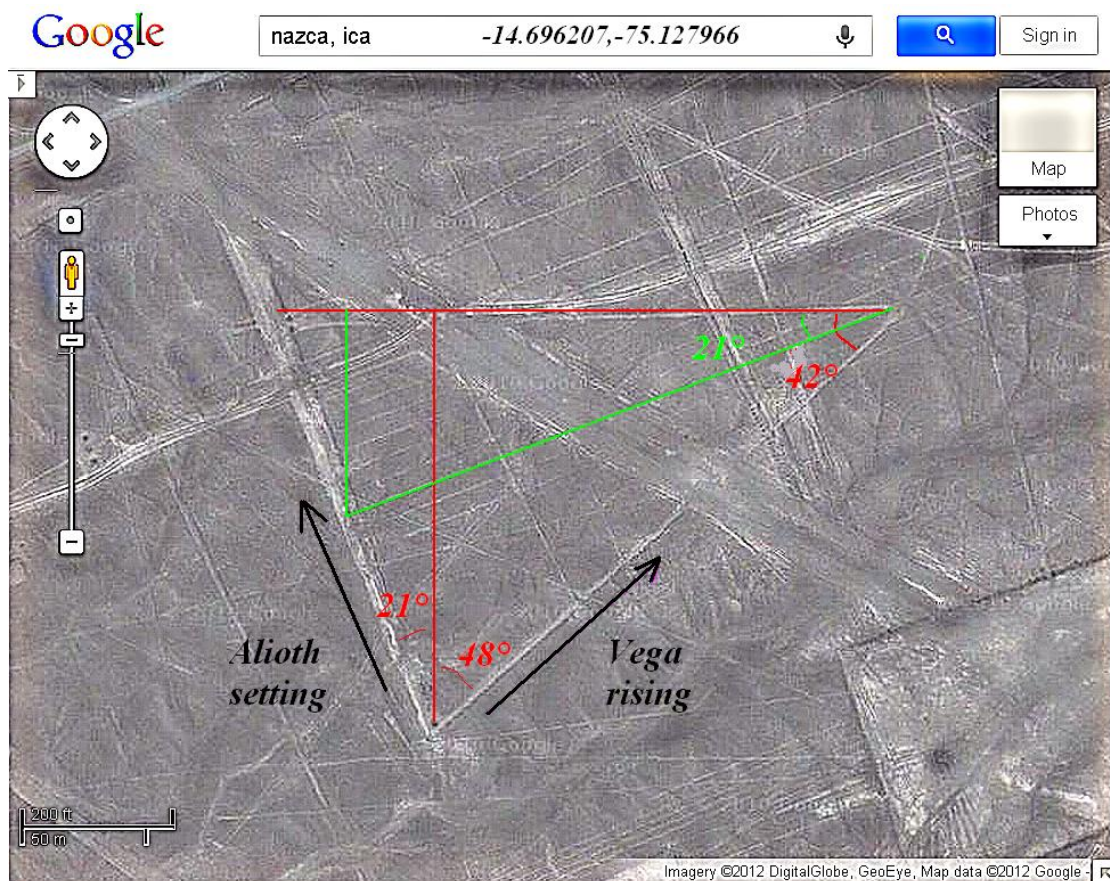 Google
nazca, ica
-14.696207,-75.127966
Sign in
Map
Photos
21°
42°
21°
48°
Alioth
setting
Vega
rising
200 ft
50 m
Imagery ©2012 DigitalGlobe, GeoEye, Map data ©2012 Google -